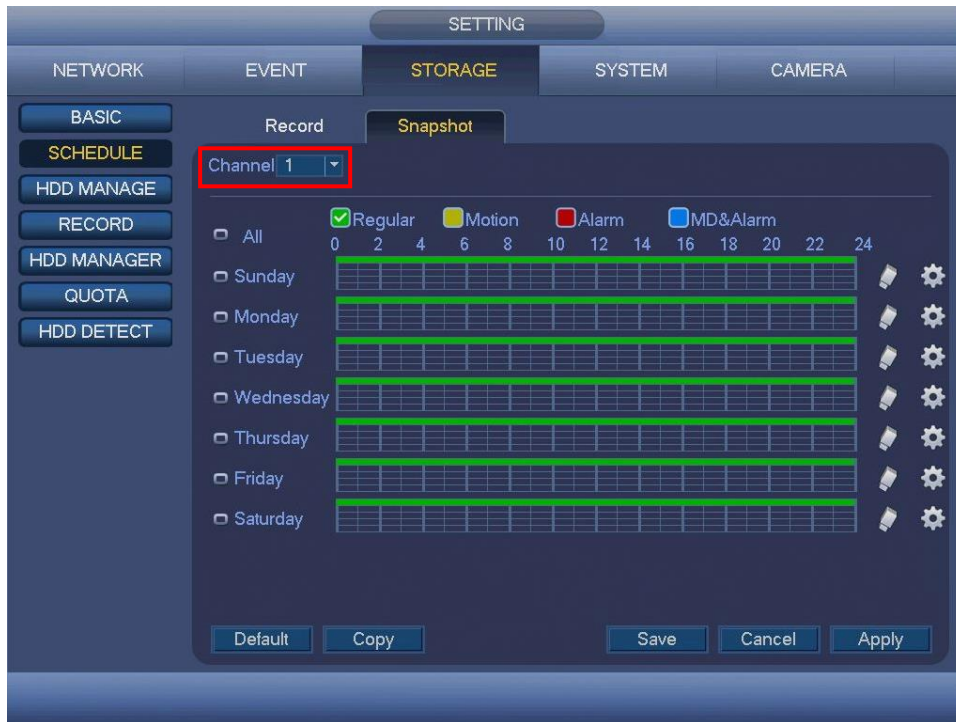 SETTING
NETWORK EVENT STORAGE SYSTEM CAMERA
BASIC
SCHEDULE
HDD MANAGE
RECORD
HDD MANAGER
QUOTA
HDD DETECT
Record Snapshot
Channel 1
Regular Motion Alarm MD&Alarm
All 0 2 4 6 8 10 12 14 16 18 20 22 24
Sunday
Monday
Tuesday
Wednesday
Thursday
Friday
Saturday
Default Copy Save Cancel Apply